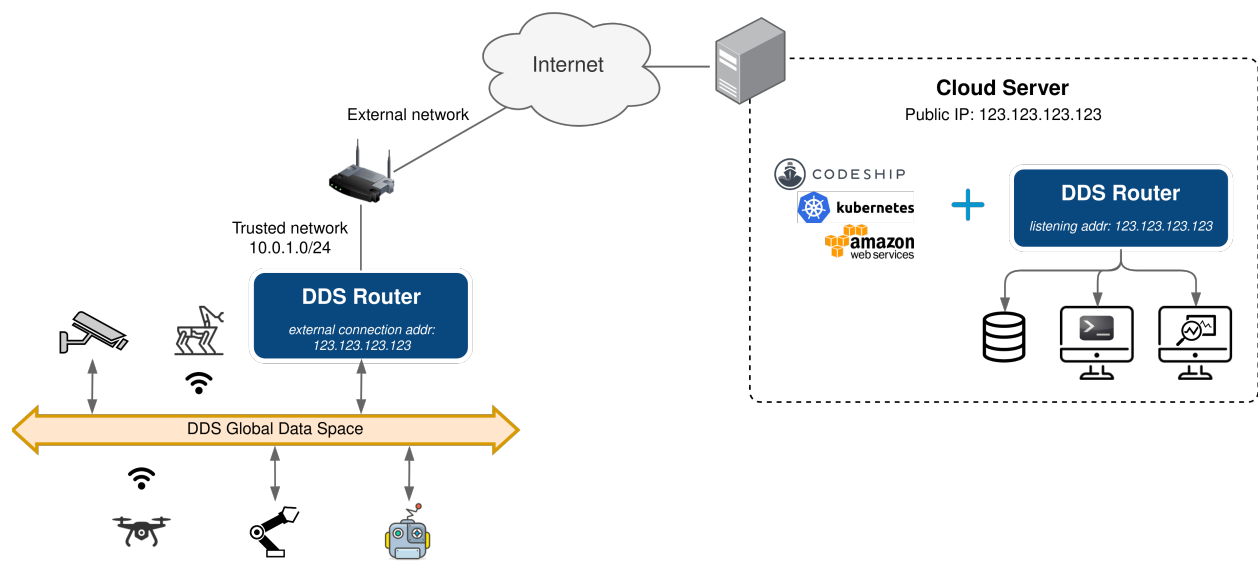 Internet
External network
Trusted network
10.0.1.0/24
DDS Router
external connection addr:
123.123.123.123
DDS Global Data Space
Cloud Server
Public IP: 123.123.123.123
CODESHIP
kubernetes
amazon
web services
DDS Router
listening addr: 123.123.123.123